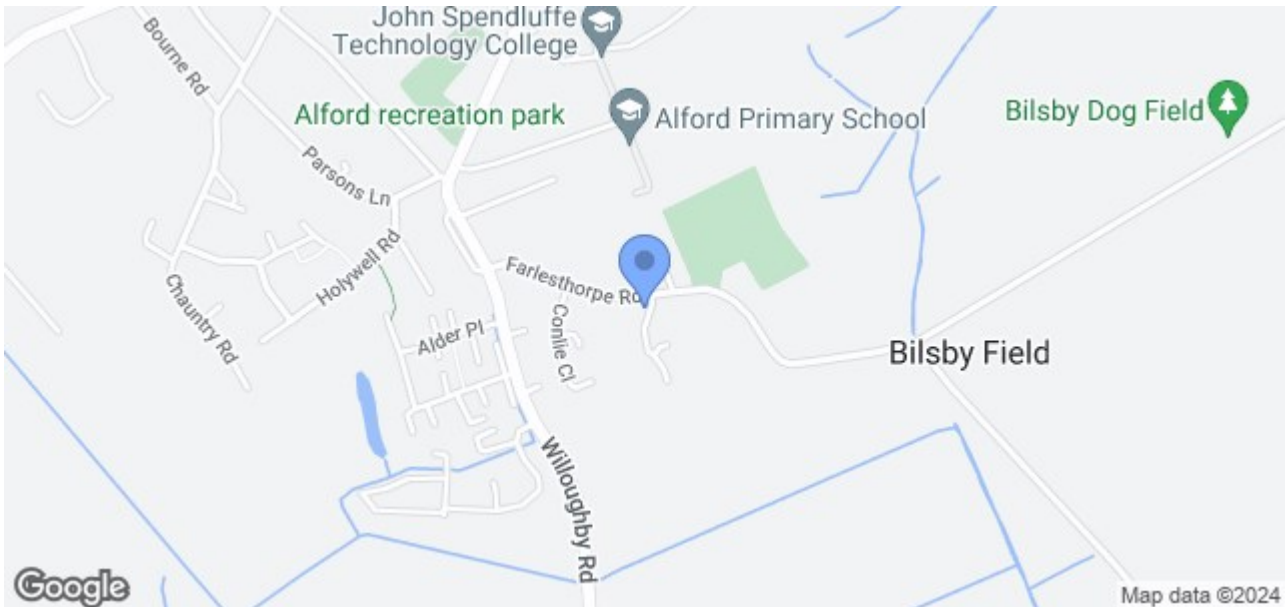 John Spendluffe
Technology College
Bourne Rd
Alford recreation park
Alford Primary School
Bilsby Dog Field
Parsons Ln
Holywell Rd
Chauntry Rd
Farlesthorpe Rd
Alder Pl
Conlie Cl
Bilsby Field
Willoughby Rd
Google
Map data ©2024